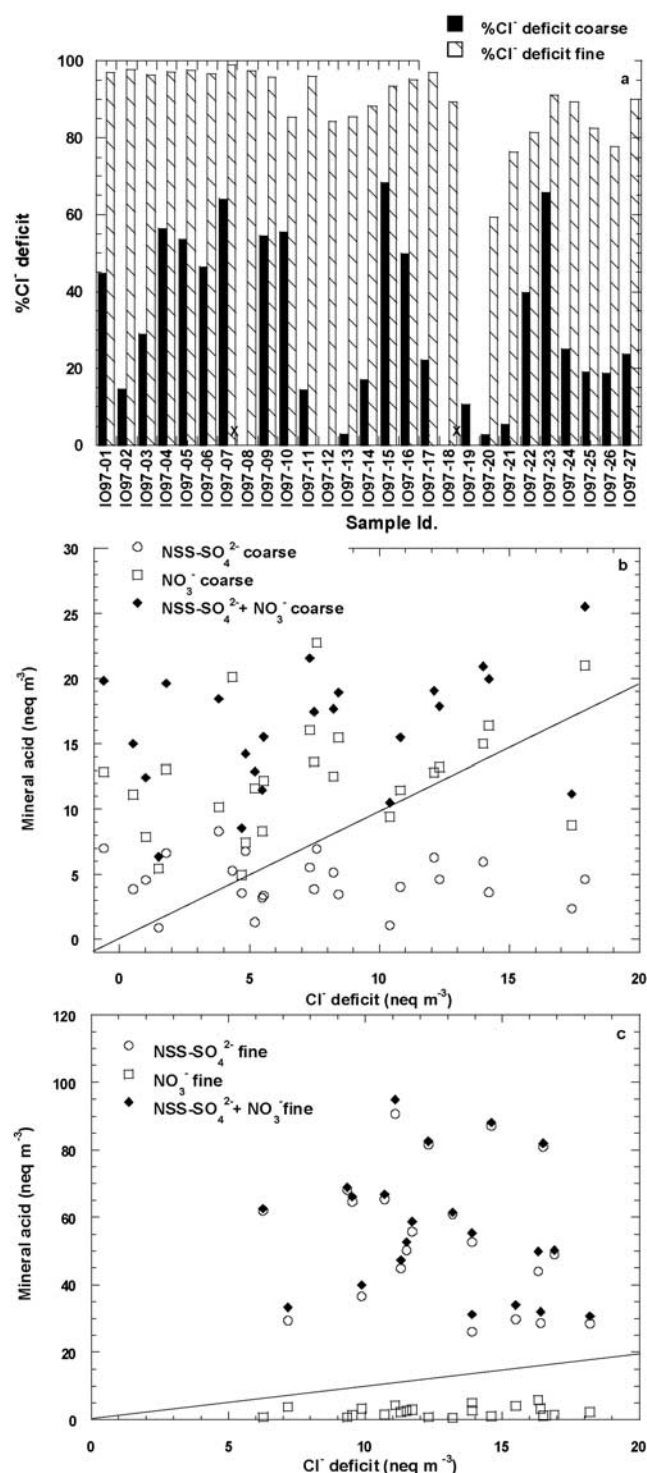 %Cl⁻ deficit coarse
%Cl⁻ deficit fine
a
100
80
60
40
20
0
%Cl⁻ deficit
x
x
IO97-01
IO97-02
IO97-03
IO97-04
IO97-05
IO97-06
IO97-07
IO97-08
IO97-09
IO97-10
IO97-11
IO97-12
IO97-13
IO97-14
IO97-15
IO97-16
IO97-17
IO97-18
IO97-19
IO97-20
IO97-21
IO97-22
IO97-23
IO97-24
IO97-25
IO97-26
IO97-27
Sample Id.
NSS-SO₄²⁻ coarse
NO₃⁻ coarse
NSS-SO₄²⁻+ NO₃⁻ coarse
b
30
25
20
15
10
5
0
Mineral acid (neq m⁻³)
0 5 10 15 20
Cl⁻ deficit (neq m⁻³)
NSS-SO₄²⁻ fine
NO₃⁻ fine
NSS-SO₄²⁻+ NO₃⁻fine
c
120
100
80
60
40
20
0
Mineral acid (neq m⁻³)
0 5 10 15 20
Cl⁻ deficit (neq m⁻³)